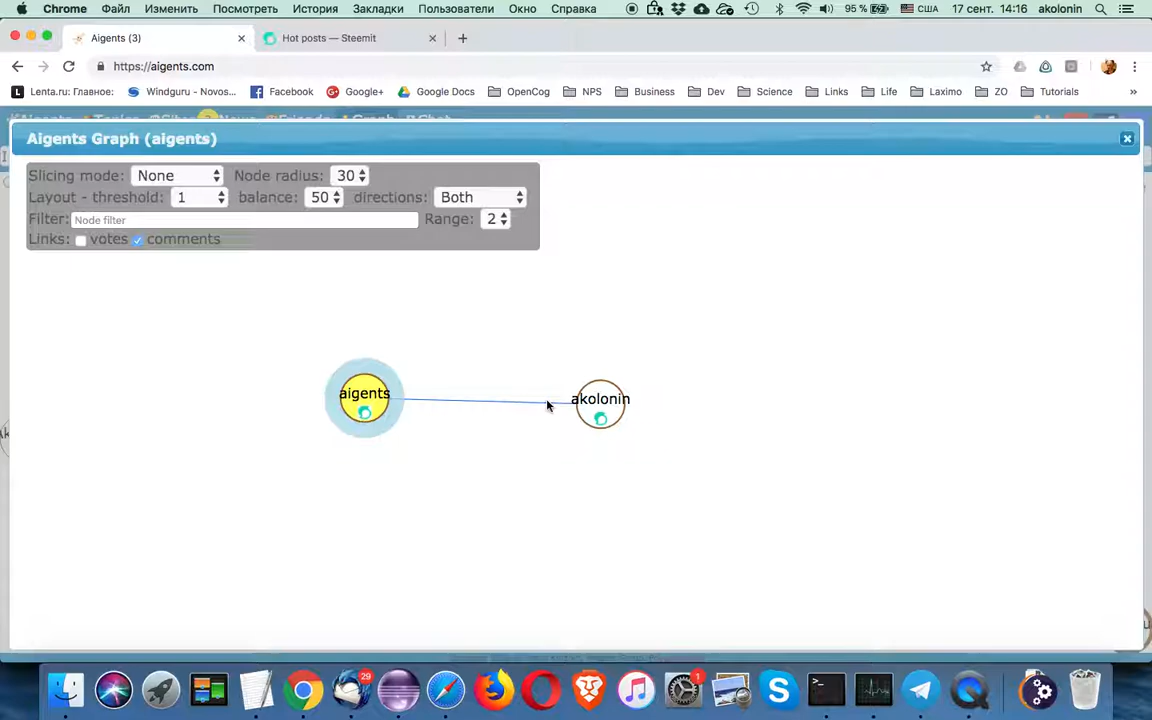 Chrome Файл Изменить Посмотреть История Закладки Пользователи Окно Справка 95 % США 17 сент. 14:16 akolonin
Aigents (3) Hot posts — Steemit
https://aigents.com
Lenta.ru: Главное: Windguru - Novos... Facebook Google+ Google Docs OpenCog NPS Business Dev Science Links Life Laximo ZO Tutorials »
Aigents Graph (aigents)
Slicing mode: None Node radius: 30
Layout - threshold: 1 balance: 50 directions: Both
Filter: Node filter Range: 2
Links: votes comments
aigents
akolonin
29
1